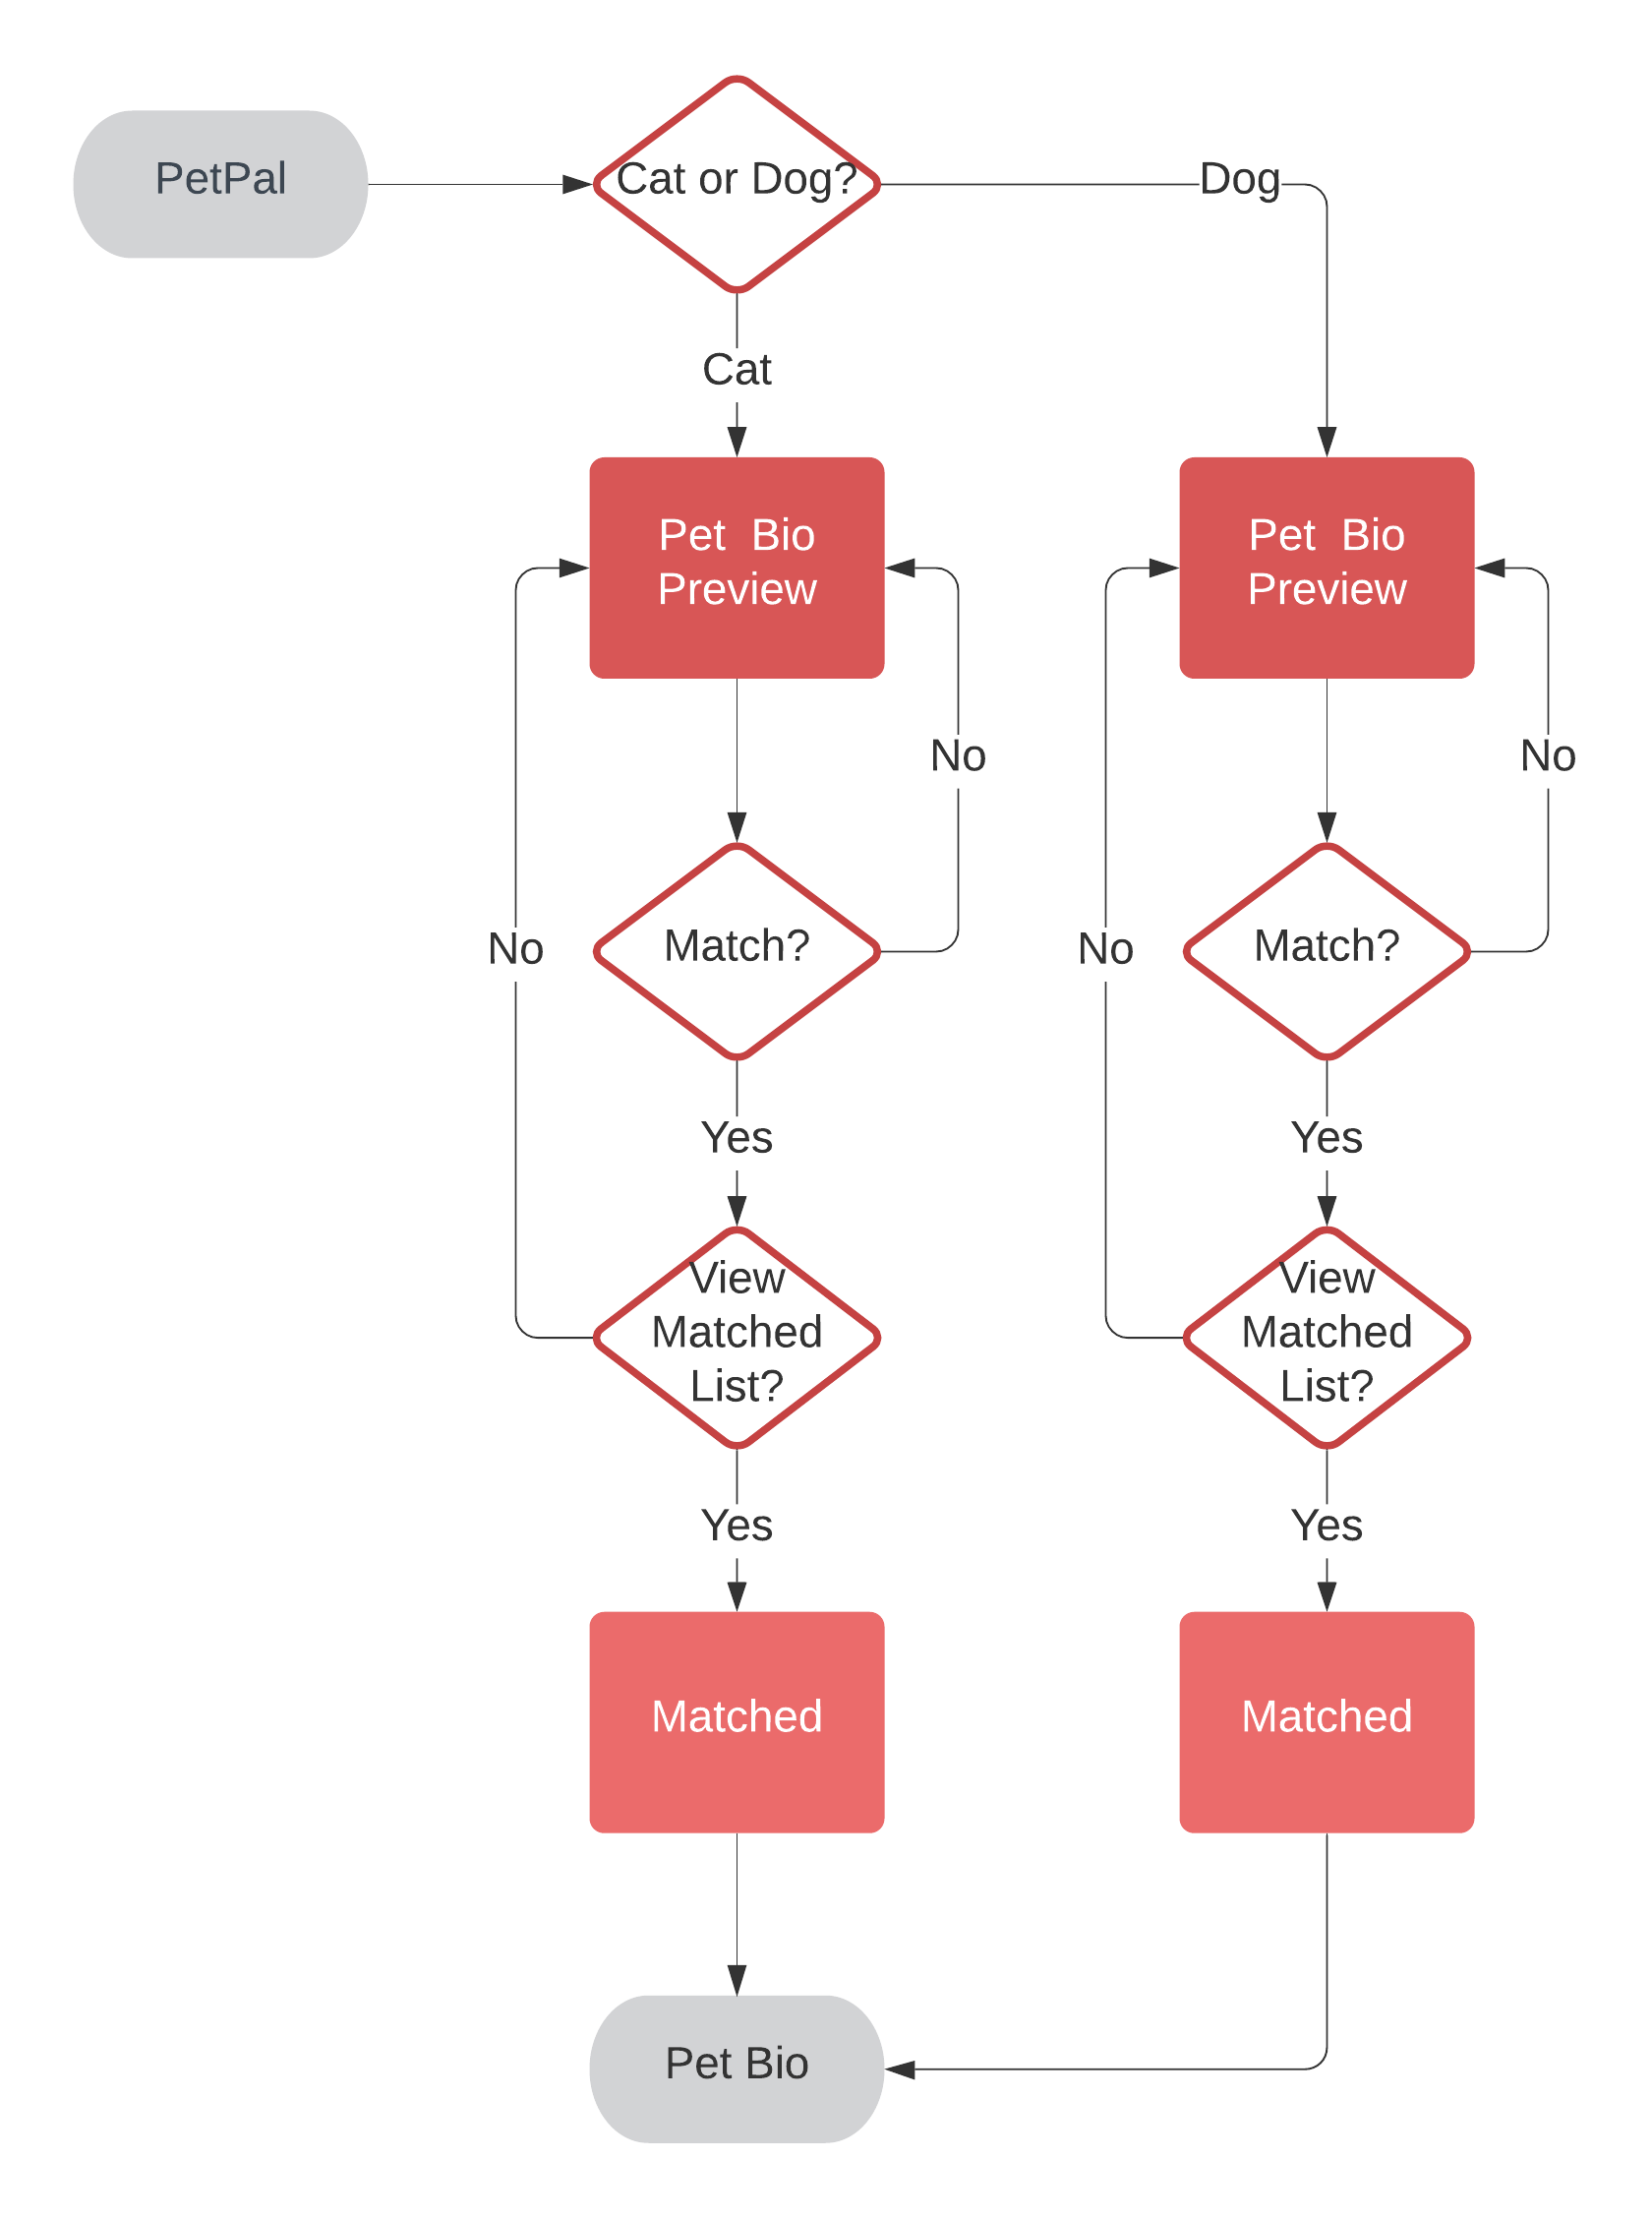 PetPal
Cat or Dog?
Dog
Cat
Pet  Bio
Preview
Pet  Bio
Preview
No
No
Match?
No
Match?
No
Yes
Yes
View
Matched
List?
View
Matched
List?
Yes
Yes
Matched
Matched
Pet Bio